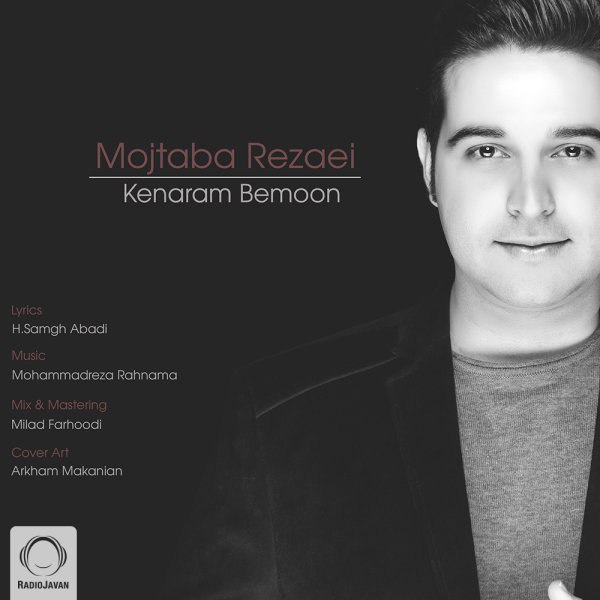 Mojtaba Rezaei
Kenaram Bemoon
Lyrics
H.Samgh Abadi
Music
Mohammadreza Rahnama
Mix & Mastering
Milad Farhoodi
Cover Art
Arkham Makanian
RADIOJAVAN